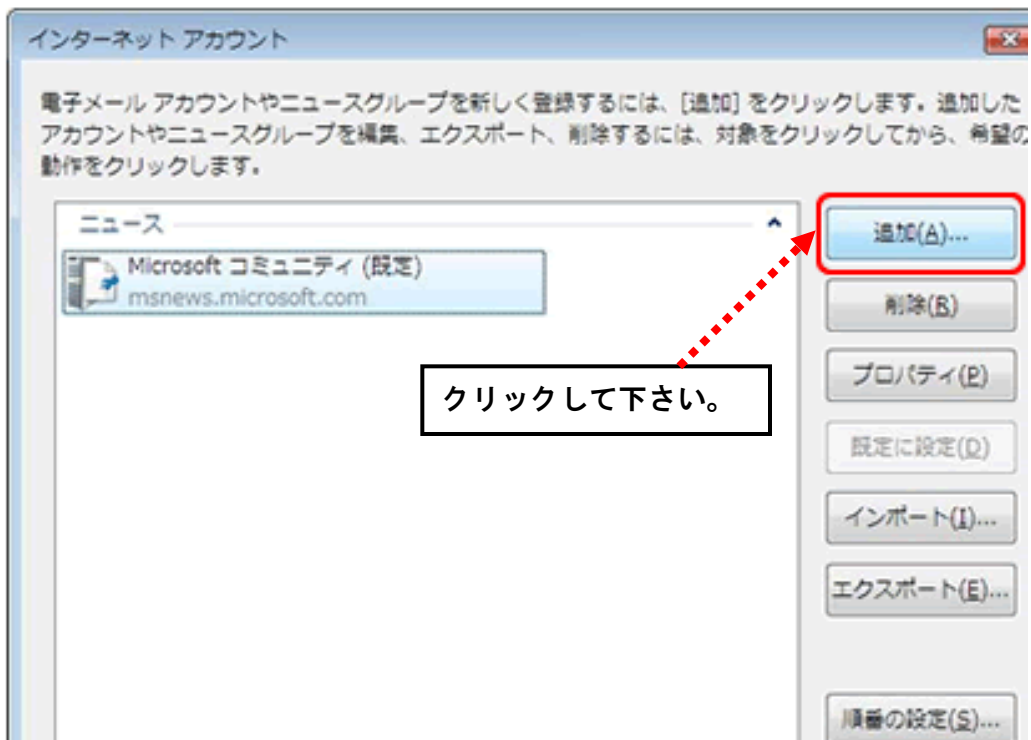 インターネット アカウント
電子メール アカウントやニュースグループを新しく登録するには、[追加] をクリックします。追加した
アカウントやニュースグループを編集、エクスポート、削除するには、対象をクリックしてから、希望の
動作をクリックします。
ニュース
Microsoft コミュニティ (既定)
msnews.microsoft.com
クリックして下さい。
追加(A)...
削除(R)
プロパティ(P)
既定に設定(D)
インポート(I)...
エクスポート(E)...
順番の設定(S)...